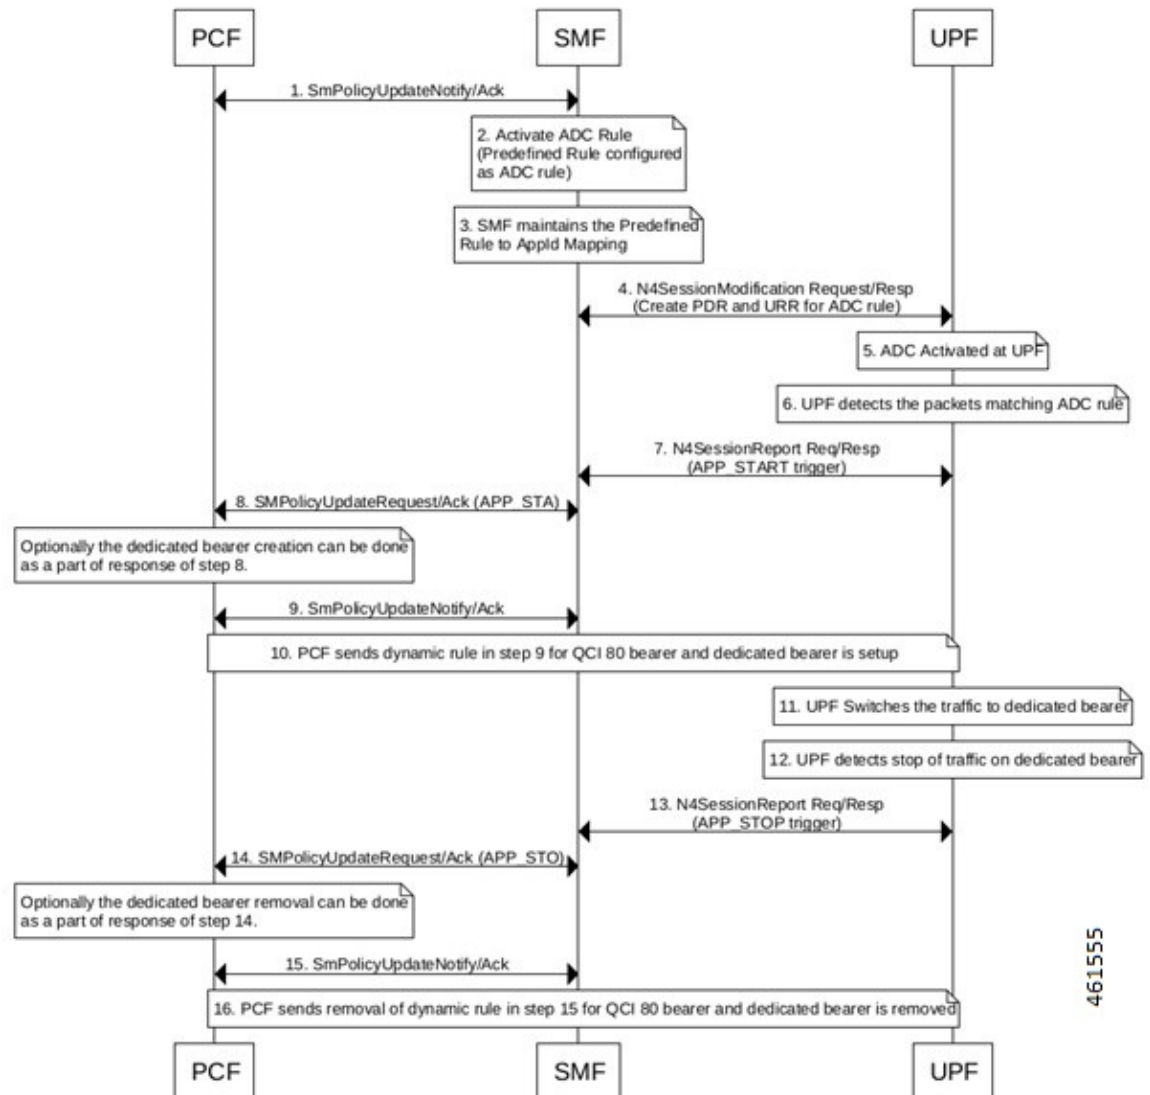 PCF
SMF
UPF
1. SmPolicyUpdateNotify/Ack
2. Activate ADC Rule
(Predefined Rule configured
as ADC rule)
3. SMF maintains the Predefined
Rule to AppId Mapping
4. N4SessionModification Request/Resp
(Create PDR and URR for ADC rule)
5. ADC Activated at UPF
6. UPF detects the packets matching ADC rule
7. N4SessionReport Req/Resp
(APP_START trigger)
8. SMPolicyUpdateRequest/Ack (APP_STA)
Optionally the dedicated bearer creation can be done
as a part of response of step 8.
9. SmPolicyUpdateNotify/Ack
10. PCF sends dynamic rule in step 9 for QCI 80 bearer and dedicated bearer is setup
11. UPF Switches the traffic to dedicated bearer
12. UPF detects stop of traffic on dedicated bearer
13. N4SessionReport Req/Resp
(APP_STOP trigger)
14. SMPolicyUpdateRequest/Ack (APP_STO)
Optionally the dedicated bearer removal can be done
as a part of response of step 14.
15. SmPolicyUpdateNotify/Ack
16. PCF sends removal of dynamic rule in step 15 for QCI 80 bearer and dedicated bearer is removed
461555
PCF
SMF
UPF